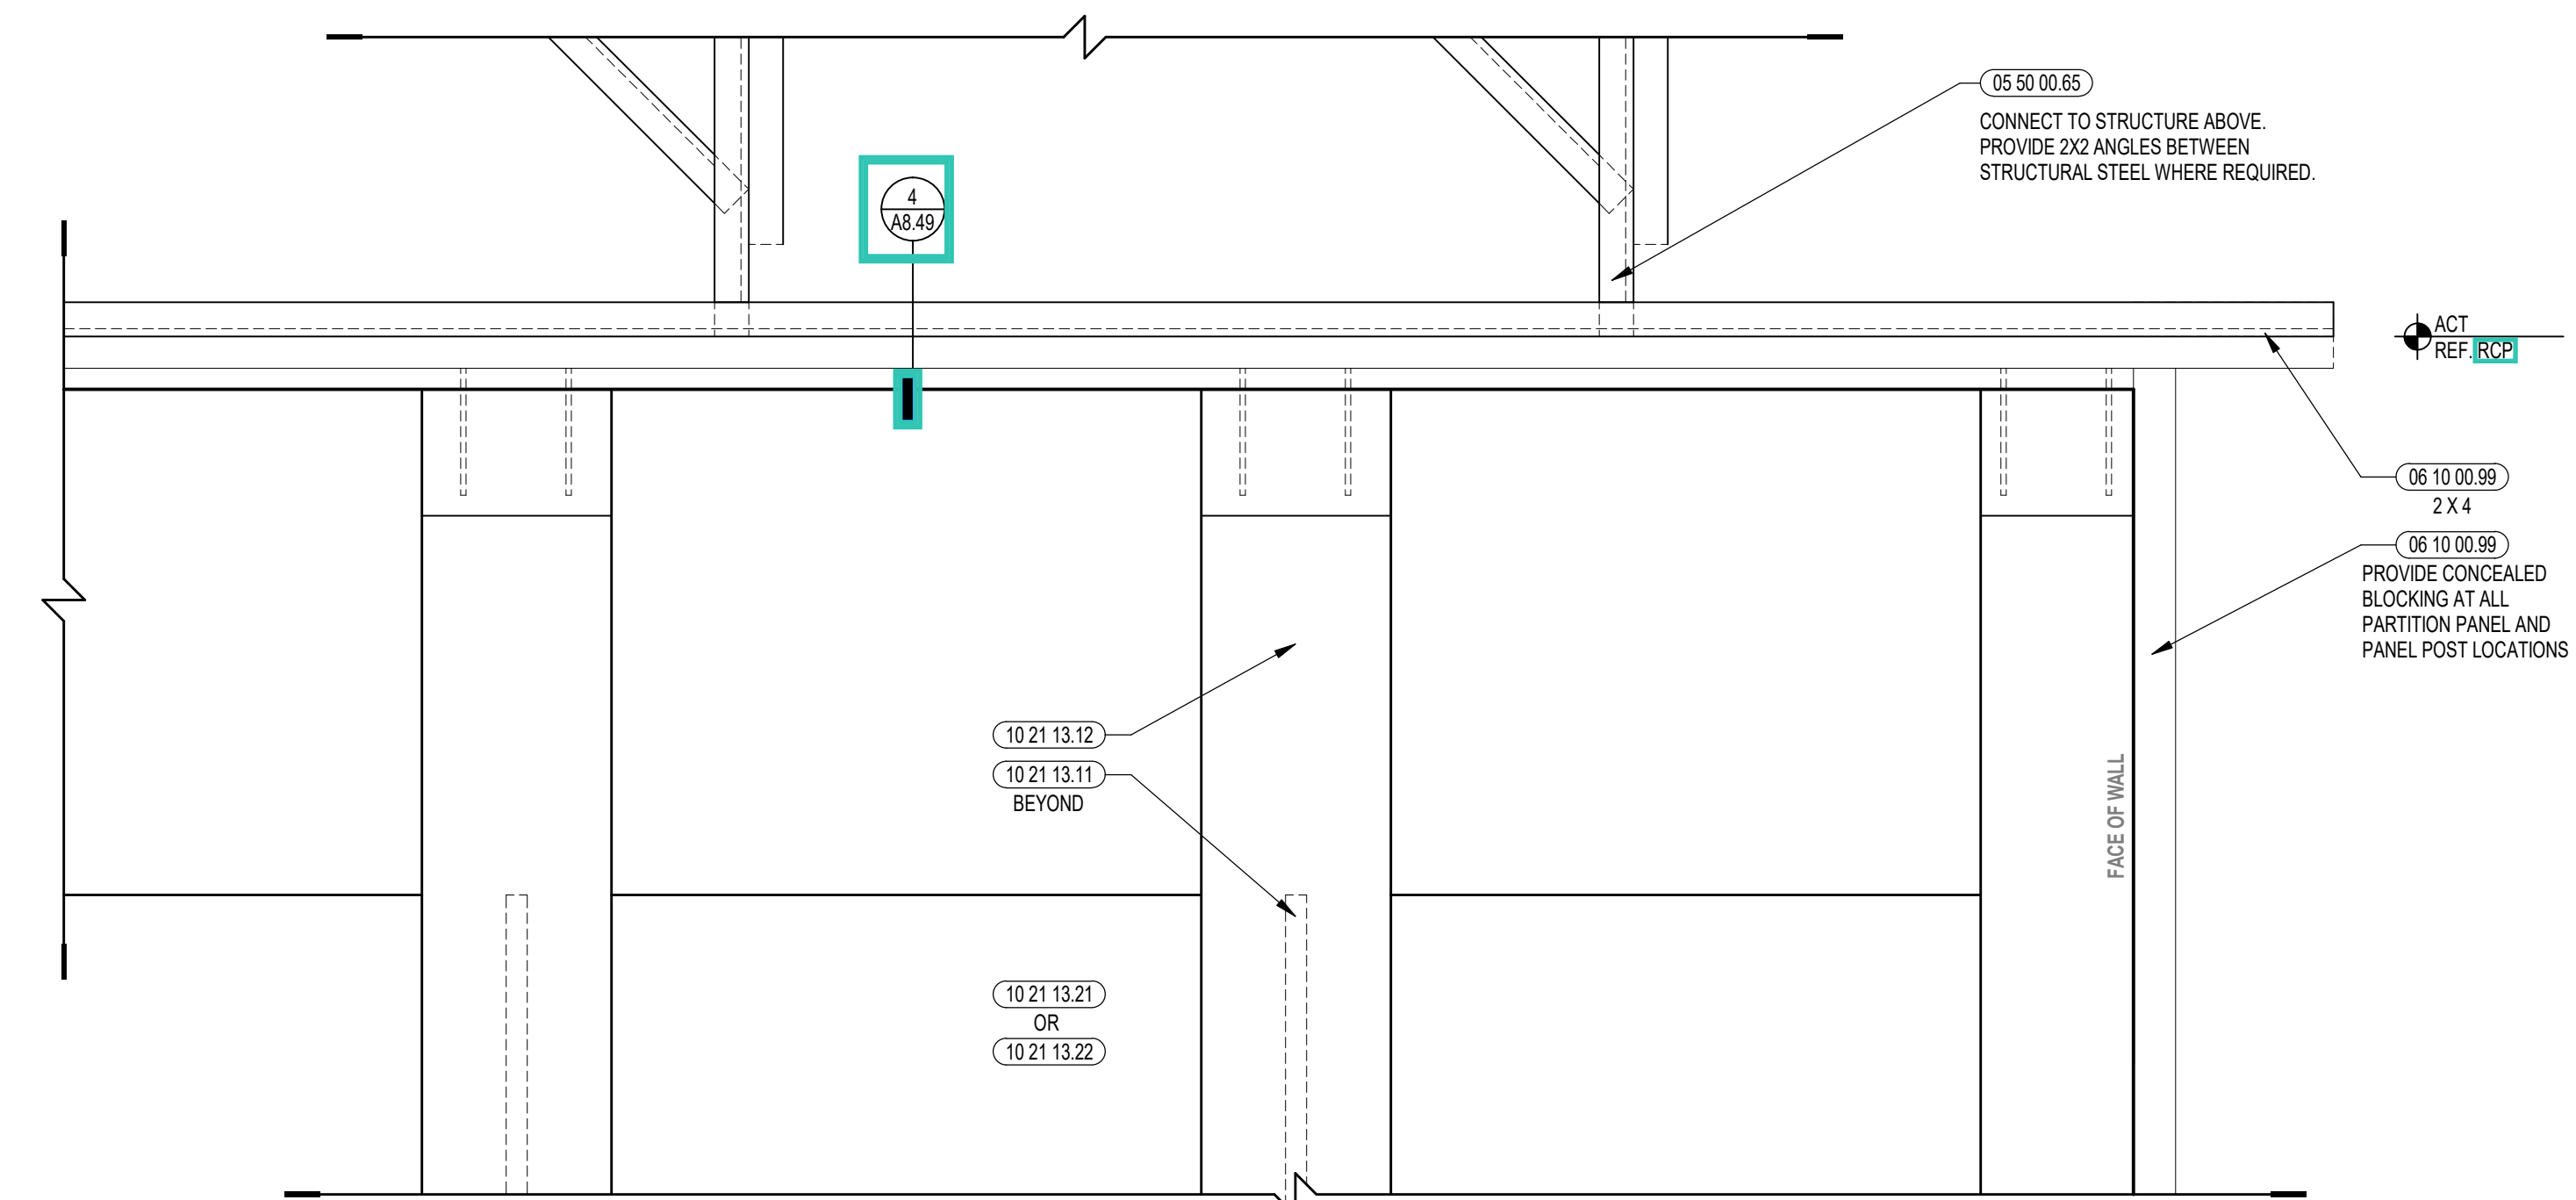 05 50 00.65
CONNECT TO STRUCTURE ABOVE.
PROVIDE 2X2 ANGLES BETWEEN
STRUCTURAL STEEL WHERE REQUIRED.
4
A8.49
ACT
REF. RCP
06 10 00.99
2 X 4
06 10 00.99
PROVIDE CONCEALED
BLOCKING AT ALL
PARTITION PANEL AND
PANEL POST LOCATIONS
10 21 13.12
10 21 13.11
BEYOND
FACE OF WALL
10 21 13.21
OR
10 21 13.22